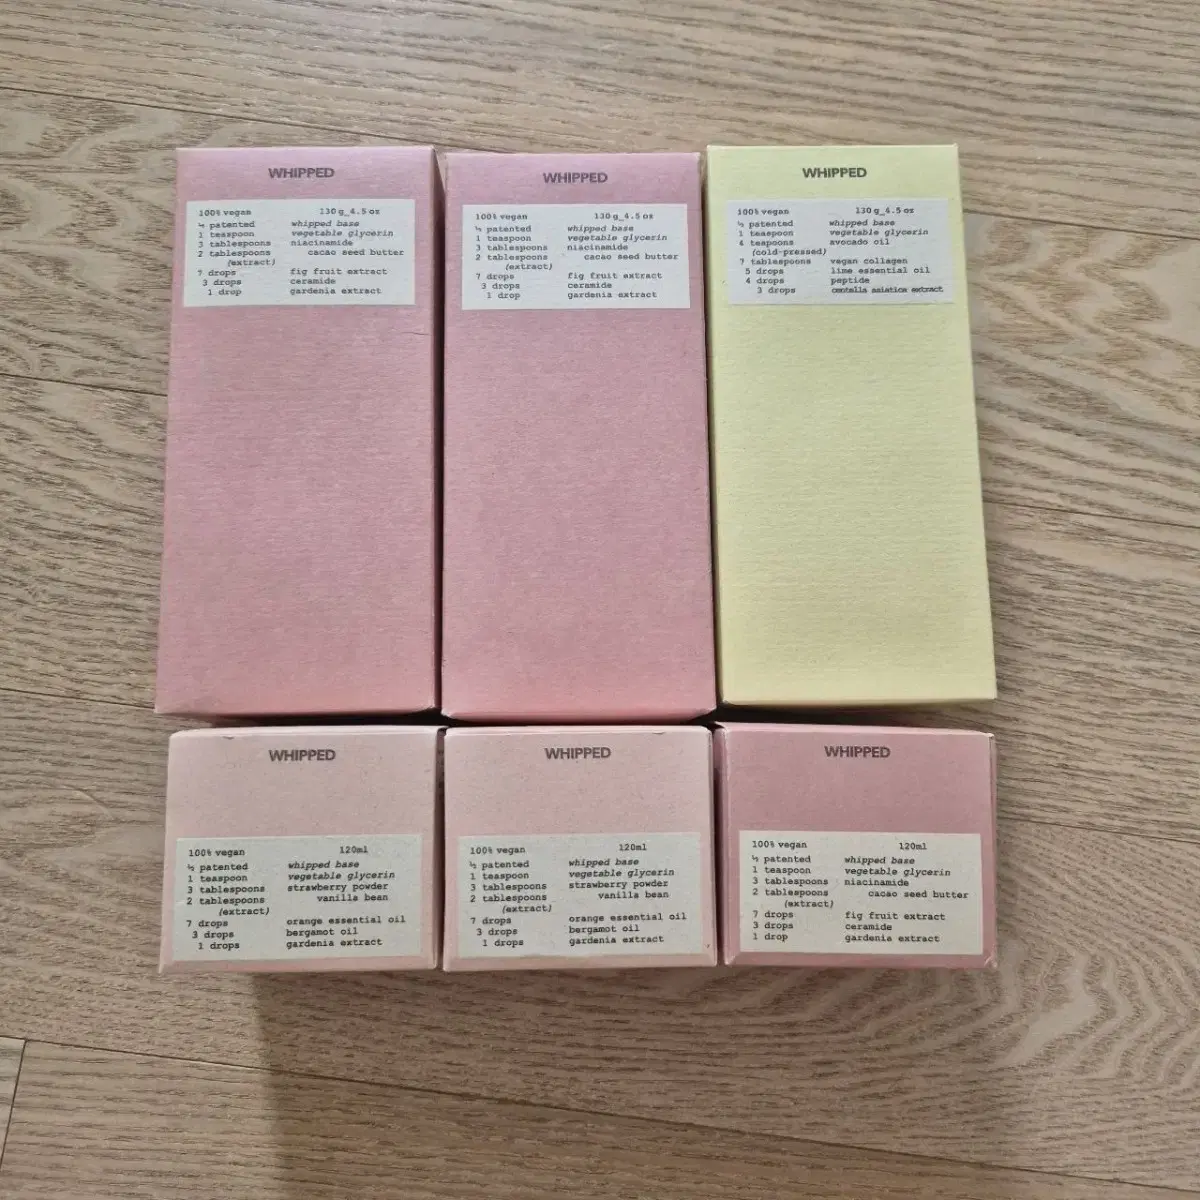 WHIPPED
100% vegan 130 g_4.5 oz
½ patented whipped base
1 teaspoon vegetable glycerin
3 tablespoons niacinamide
2 tablespoons cacao seed butter
(extract)
7 drops fig fruit extract
3 drops ceramide
1 drop gardenia extract
WHIPPED
100% vegan 130 g_4.5 oz
½ patented whipped base
1 teaspoon vegetable glycerin
3 tablespoons niacinamide
2 tablespoons cacao seed butter
(extract)
7 drops fig fruit extract
3 drops ceramide
1 drop gardenia extract
WHIPPED
100% vegan 130 g_4.5 oz
½ patented whipped base
1 teaspoon vegetable glycerin
4 teaspoons avocado oil
(cold-pressed)
7 tablespoons vegan collagen
5 drops lime essential oil
4 drops peptide
3 drops centella asiatica extract
WHIPPED
100% vegan 120ml
½ patented whipped base
1 teaspoon vegetable glycerin
3 tablespoons strawberry powder
2 tablespoons vanilla bean
(extract)
7 drops orange essential oil
3 drops bergamot oil
1 drops gardenia extract
WHIPPED
100% vegan 120ml
½ patented whipped base
1 teaspoon vegetable glycerin
3 tablespoons strawberry powder
2 tablespoons vanilla bean
(extract)
7 drops orange essential oil
3 drops bergamot oil
1 drops gardenia extract
WHIPPED
100% vegan 120ml
½ patented whipped base
1 teaspoon vegetable glycerin
3 tablespoons niacinamide
2 tablespoons cacao seed butter
(extract)
7 drops fig fruit extract
3 drops ceramide
1 drop gardenia extract